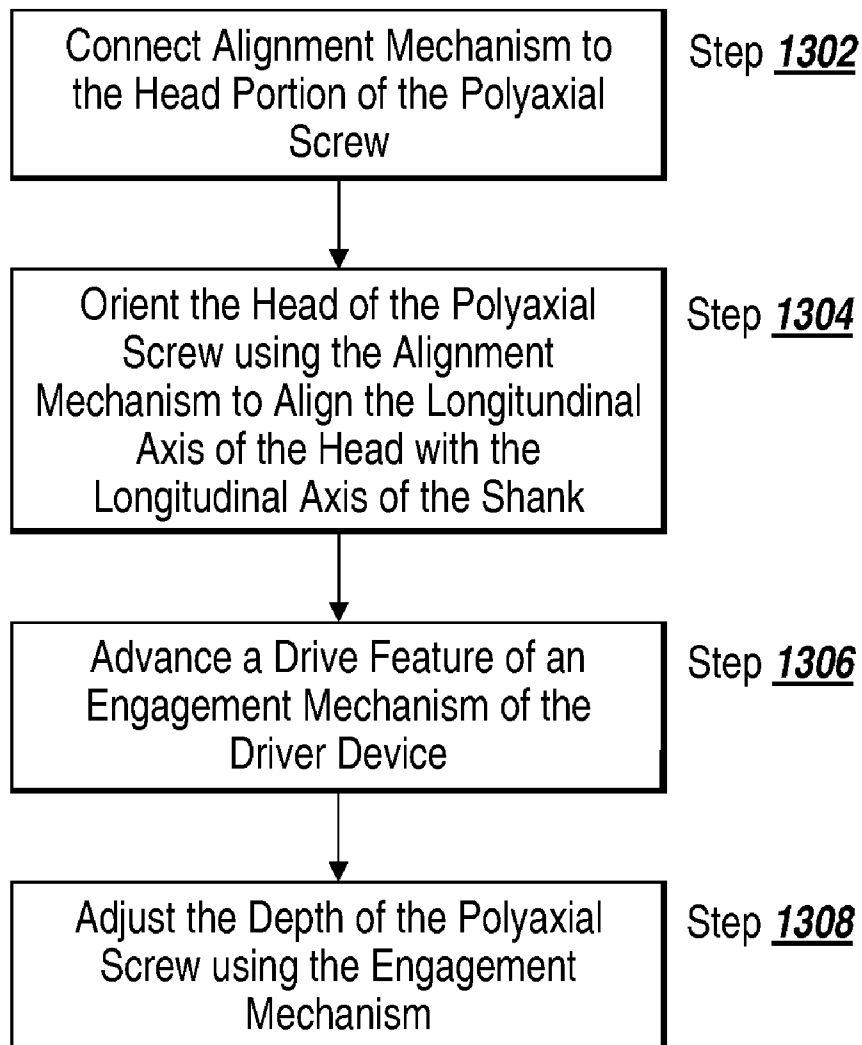 Connect Alignment Mechanism to
the Head Portion of the Polyaxial
Screw
Step 1302
Orient the Head of the Polyaxial
Screw using the Alignment
Mechanism to Align the Longitundinal
Axis of the Head with the
Longitudinal Axis of the Shank
Step 1304
Advance a Drive Feature of an
Engagement Mechanism of the
Driver Device
Step 1306
Adjust the Depth of the Polyaxial
Screw using the Engagement
Mechanism
Step 1308